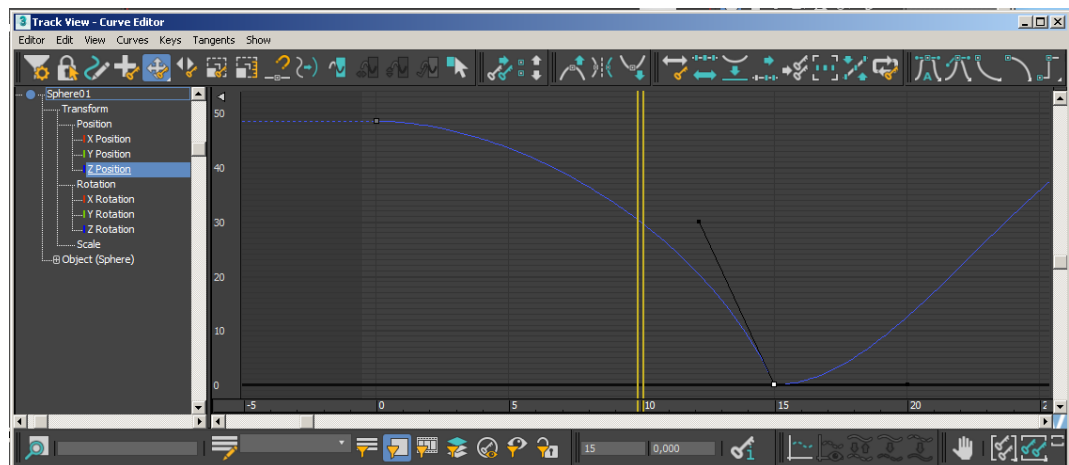 3 Track View - Curve Editor
Editor Edit View Curves Keys Tangents Show
Sphere01
Transform
Position
X Position
Y Position
Z Position
Rotation
X Rotation
Y Rotation
Z Rotation
Scale
Object (Sphere)
50
40
30
20
10
0
-5 0 5 10 15 20 2
15 0,000